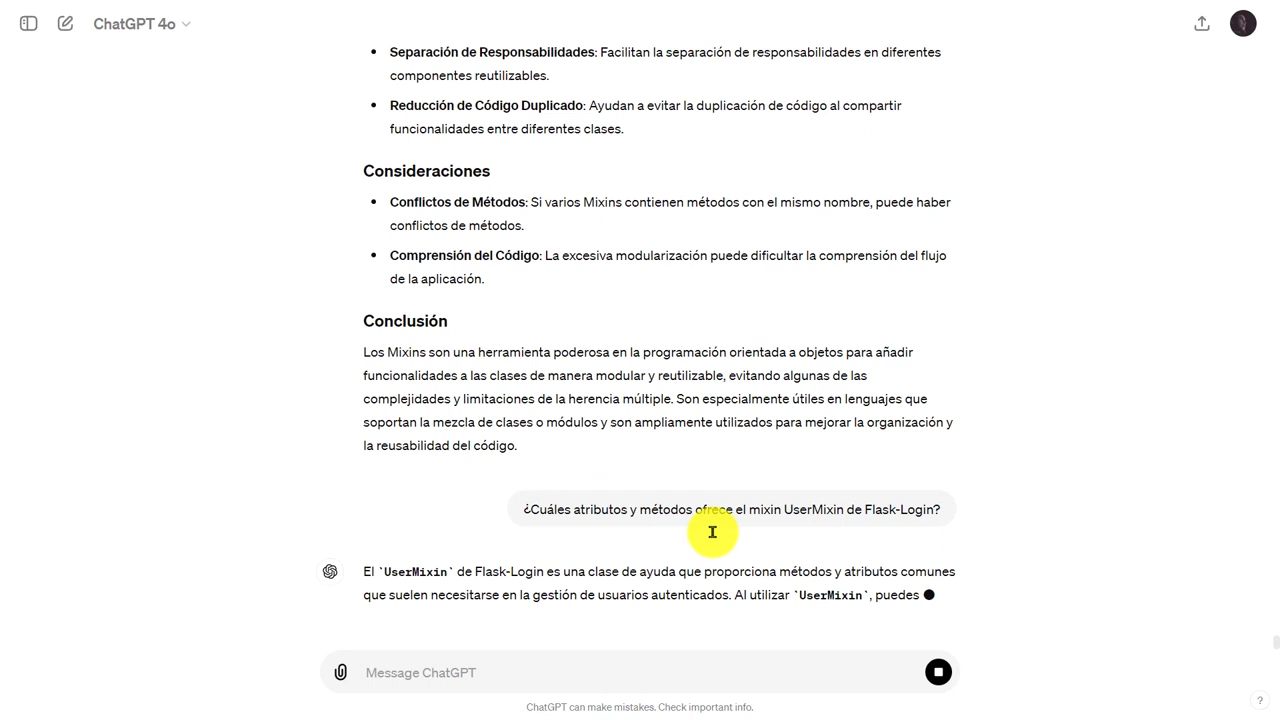 ChatGPT 4o
• Separación de Responsabilidades: Facilitan la separación de responsabilidades en diferentes
componentes reutilizables.
• Reducción de Código Duplicado: Ayudan a evitar la duplicación de código al compartir
funcionalidades entre diferentes clases.
Consideraciones
• Conflictos de Métodos: Si varios Mixins contienen métodos con el mismo nombre, puede haber
conflictos de métodos.
• Comprensión del Código: La excesiva modularización puede dificultar la comprensión del flujo
de la aplicación.
Conclusión
Los Mixins son una herramienta poderosa en la programación orientada a objetos para añadir
funcionalidades a las clases de manera modular y reutilizable, evitando algunas de las
complejidades y limitaciones de la herencia múltiple. Son especialmente útiles en lenguajes que
soportan la mezcla de clases o módulos y son ampliamente utilizados para mejorar la organización y
la reusabilidad del código.
¿Cuáles atributos y métodos ofrece el mixin UserMixin de Flask-Login?
El `UserMixin` de Flask-Login es una clase de ayuda que proporciona métodos y atributos comunes
que suelen necesitarse en la gestión de usuarios autenticados. Al utilizar `UserMixin`, puedes
Message ChatGPT
ChatGPT can make mistakes. Check important info.
?